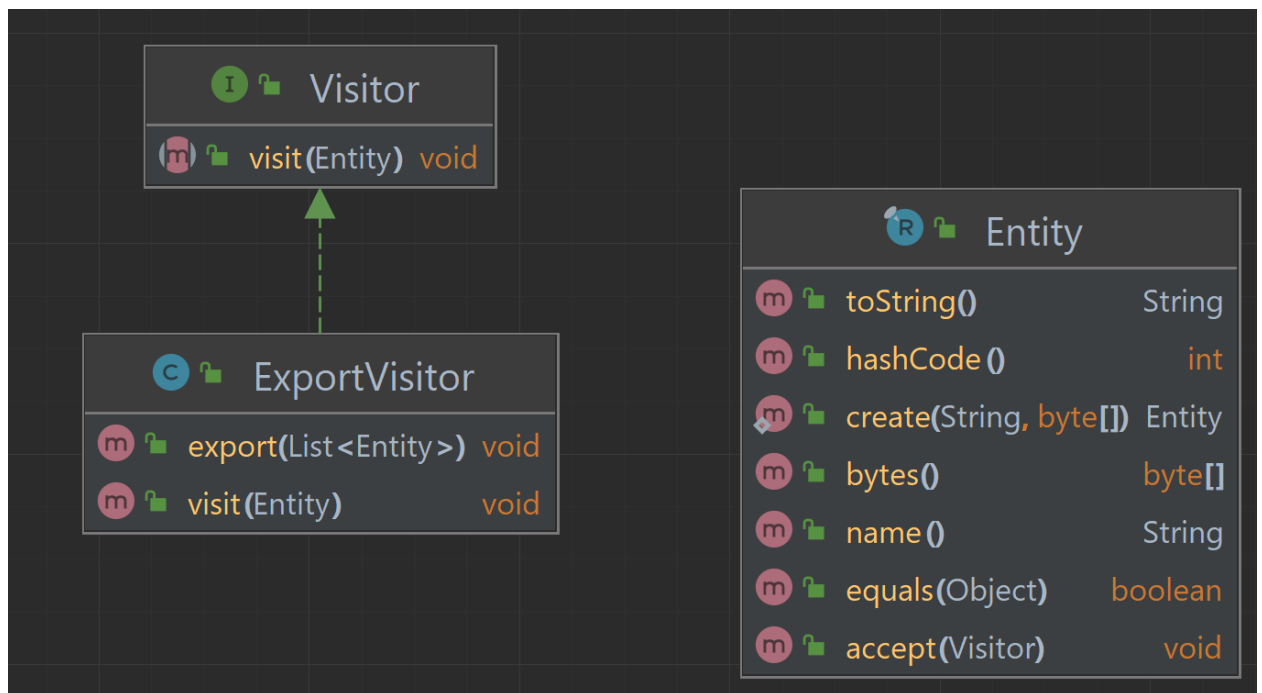 I Visitor
m visit(Entity) void
C ExportVisitor
m export(List<Entity>) void
m visit(Entity) void
R Entity
m toString() String
m hashCode() int
m create(String, byte[]) Entity
m bytes() byte[]
m name() String
m equals(Object) boolean
m accept(Visitor) void